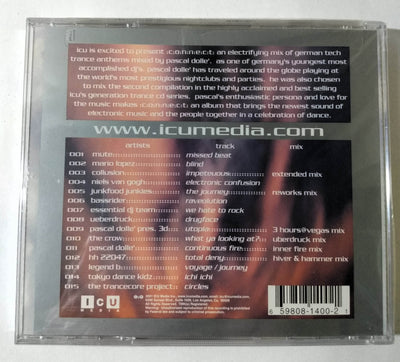 icu is excited to present .c.o.n.n.e.c.t: an electrifying mix of german tech
trance anthems mixed by pascal dolle'. as one of germany's youngest most
accomplished dj's, pascal dolle' has traveled around the globe playing at
the world's most prestigious nightclubs and parties. he was also chosen
to mix the second compilation in the highly acclaimed and best selling
icu's generation trance cd series. pascal's enthusiastic persona and love for
the music makes .c.o.n.n.e.c.t: an album that brings the newest sound of
electronic music and the people together in a celebration of dance.
www.icumedia.com
artists track mix
001 mute: missed beat
002 mario lopez: blind
003 collusion: impetuous: extended mix
004 niels van gogh: electronic confusion
005 junkfood junkies: the journey: reworks mix
006 bassrider: raveolution
007 essential dj team: we hate to rock
008 ueberdruck: drugface
009 pascal dolle' pres. 3d: utopia: 3 hours@vegas mix
010 the crow: what ya looking at?: uberdruck mix
011 pascal dolle': continuous fire: inner fire mix
012 hh 22047: total deny: hiver & hammer mix
013 legend b: voyage / journey
014 tokyo dance kidz: ichi ichi
015 the trancecore project: circles
ICU
MEDIA
6 59808-1400-2 1